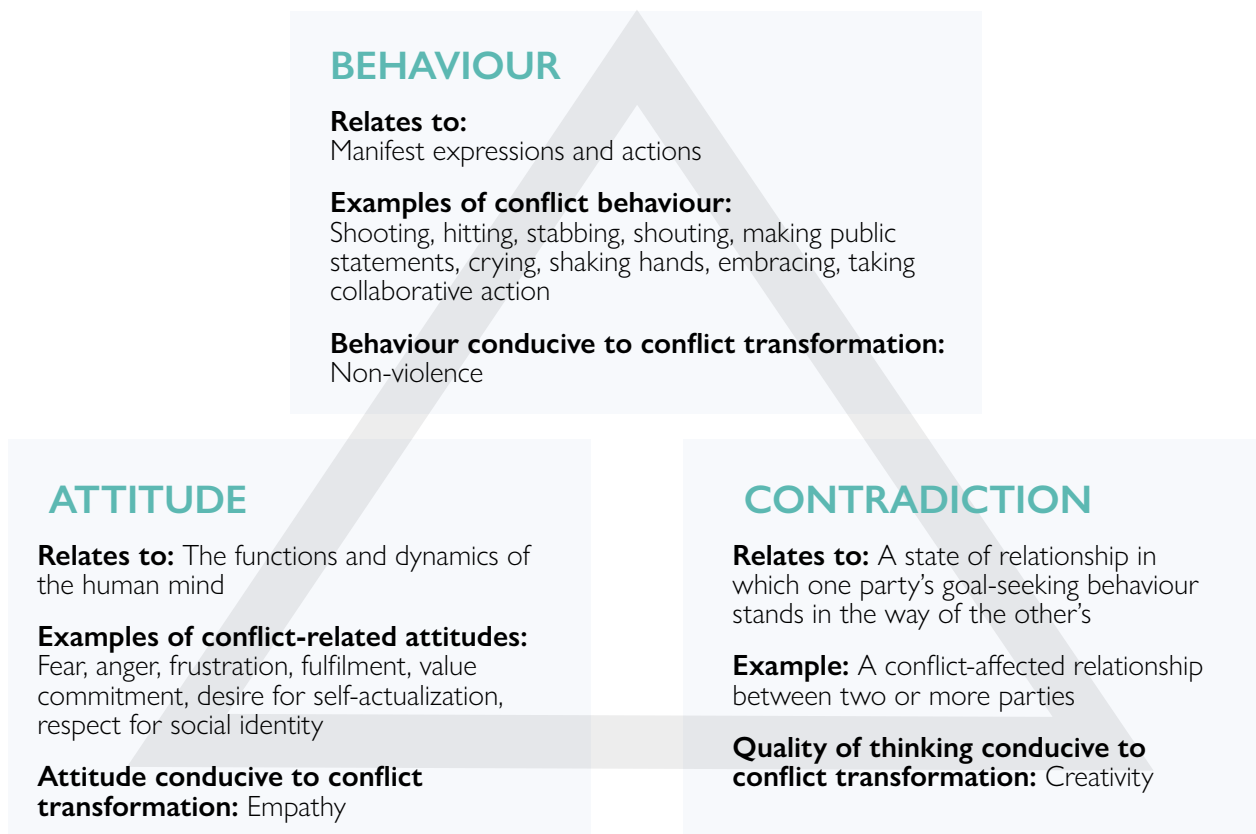 BEHAVIOUR
Relates to:
Manifest expressions and actions
Examples of conflict behaviour:
Shooting, hitting, stabbing, shouting, making public
statements, crying, shaking hands, embracing, taking
collaborative action
Behaviour conducive to conflict transformation:
Non-violence
ATTITUDE
Relates to: The functions and dynamics of
the human mind
Examples of conflict-related attitudes:
Fear, anger, frustration, fulfilment, value
commitment, desire for self-actualization,
respect for social identity
Attitude conducive to conflict
transformation: Empathy
CONTRADICTION
Relates to: A state of relationship in
which one party’s goal-seeking behaviour
stands in the way of the other’s
Example: A conflict-affected relationship
between two or more parties
Quality of thinking conducive to
conflict transformation: Creativity